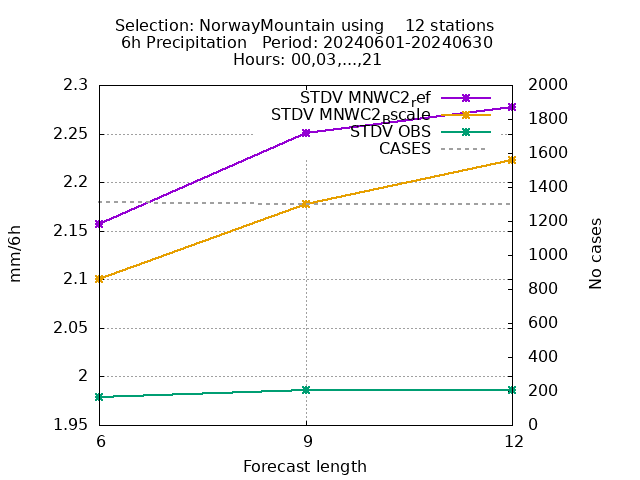 Selection: NorwayMountain using    12 stations
6h Precipitation   Period: 20240601-20240630
Hours: 00,03,...,21
STDV MNWC2ref
STDV MNWC2Bscalo
STDV OBS
CASES
2.3
2.25
2.2
2.15
2.1
2.05
2
1.95
2000
1800
1600
1400
1200
1000
800
600
400
200
0
mm/6h
No cases
6
9
12
Forecast length